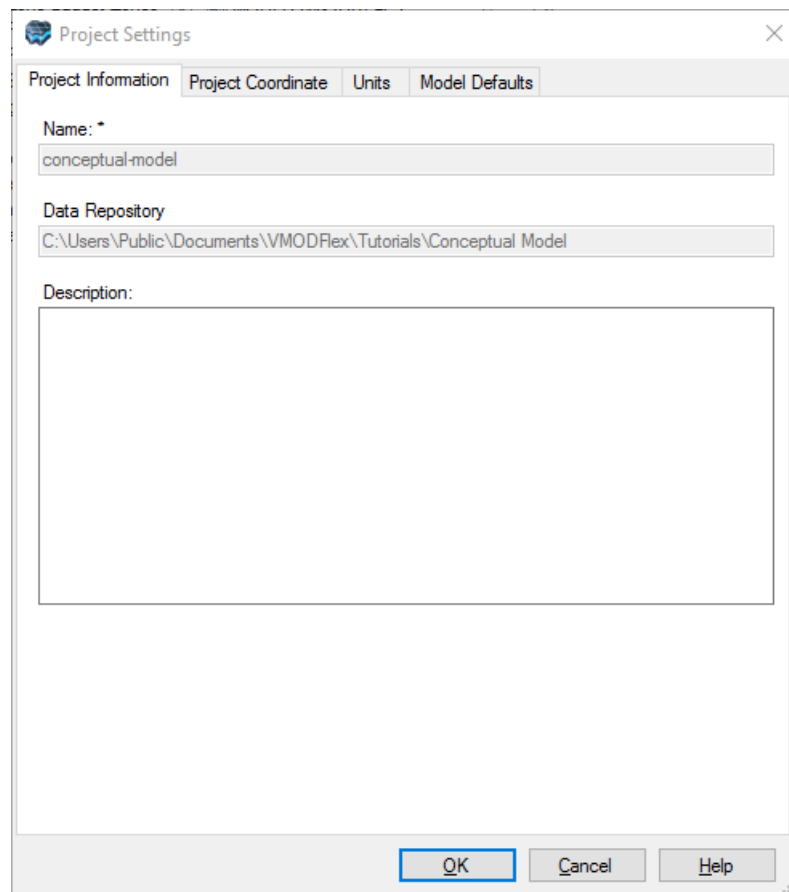 Project Settings
Project Information Project Coordinate Units Model Defaults
Name: *
conceptual-model
Data Repository
C:\Users\Public\Documents\VMODFlex\Tutorials\Conceptual Model
Description:
OK Cancel Help